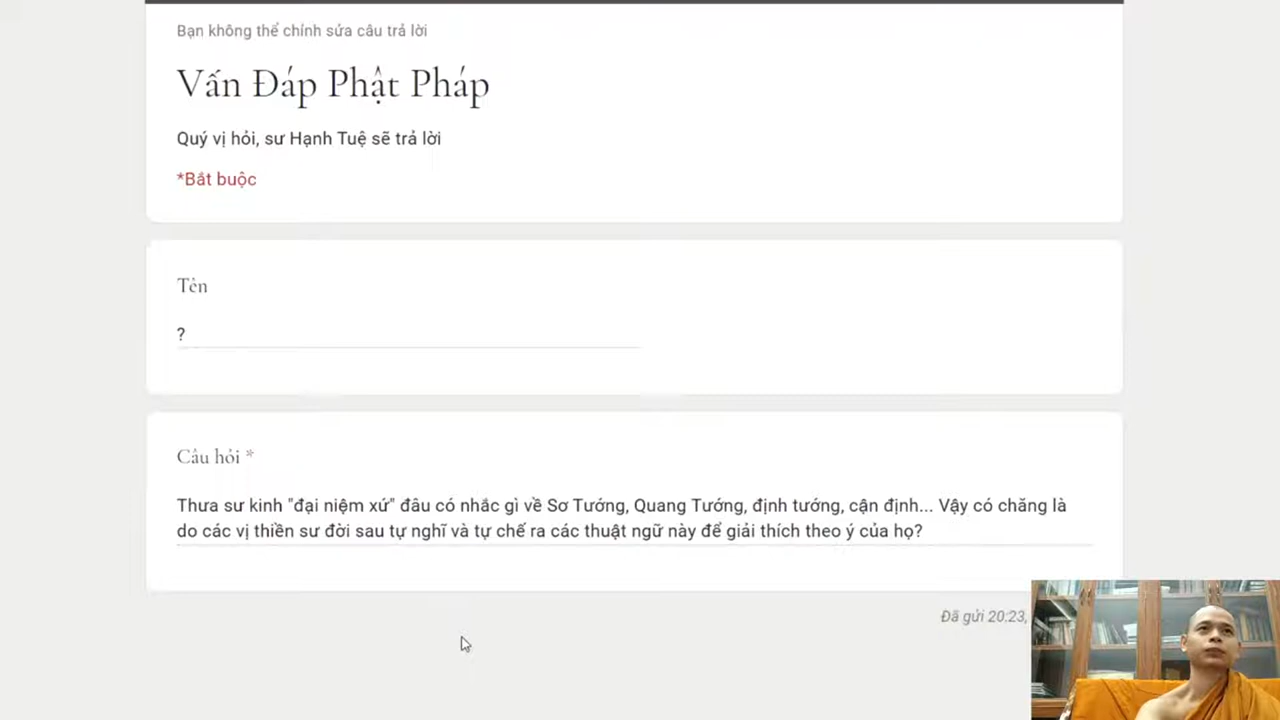 Bạn không thể chỉnh sửa câu trả lời
Vấn Đáp Phật Pháp
Quý vị hỏi, sư Hạnh Tuệ sẽ trả lời
*Bắt buộc
Tên
?
Câu hỏi *
Thưa sư kinh "đại niệm xứ" đâu có nhắc gì về Sơ Tướng, Quang Tướng, định tướng, cận định... Vậy có chăng là
do các vị thiền sư đời sau tự nghĩ và tự chế ra các thuật ngữ này để giải thích theo ý của họ?
Đã gửi 20:23,